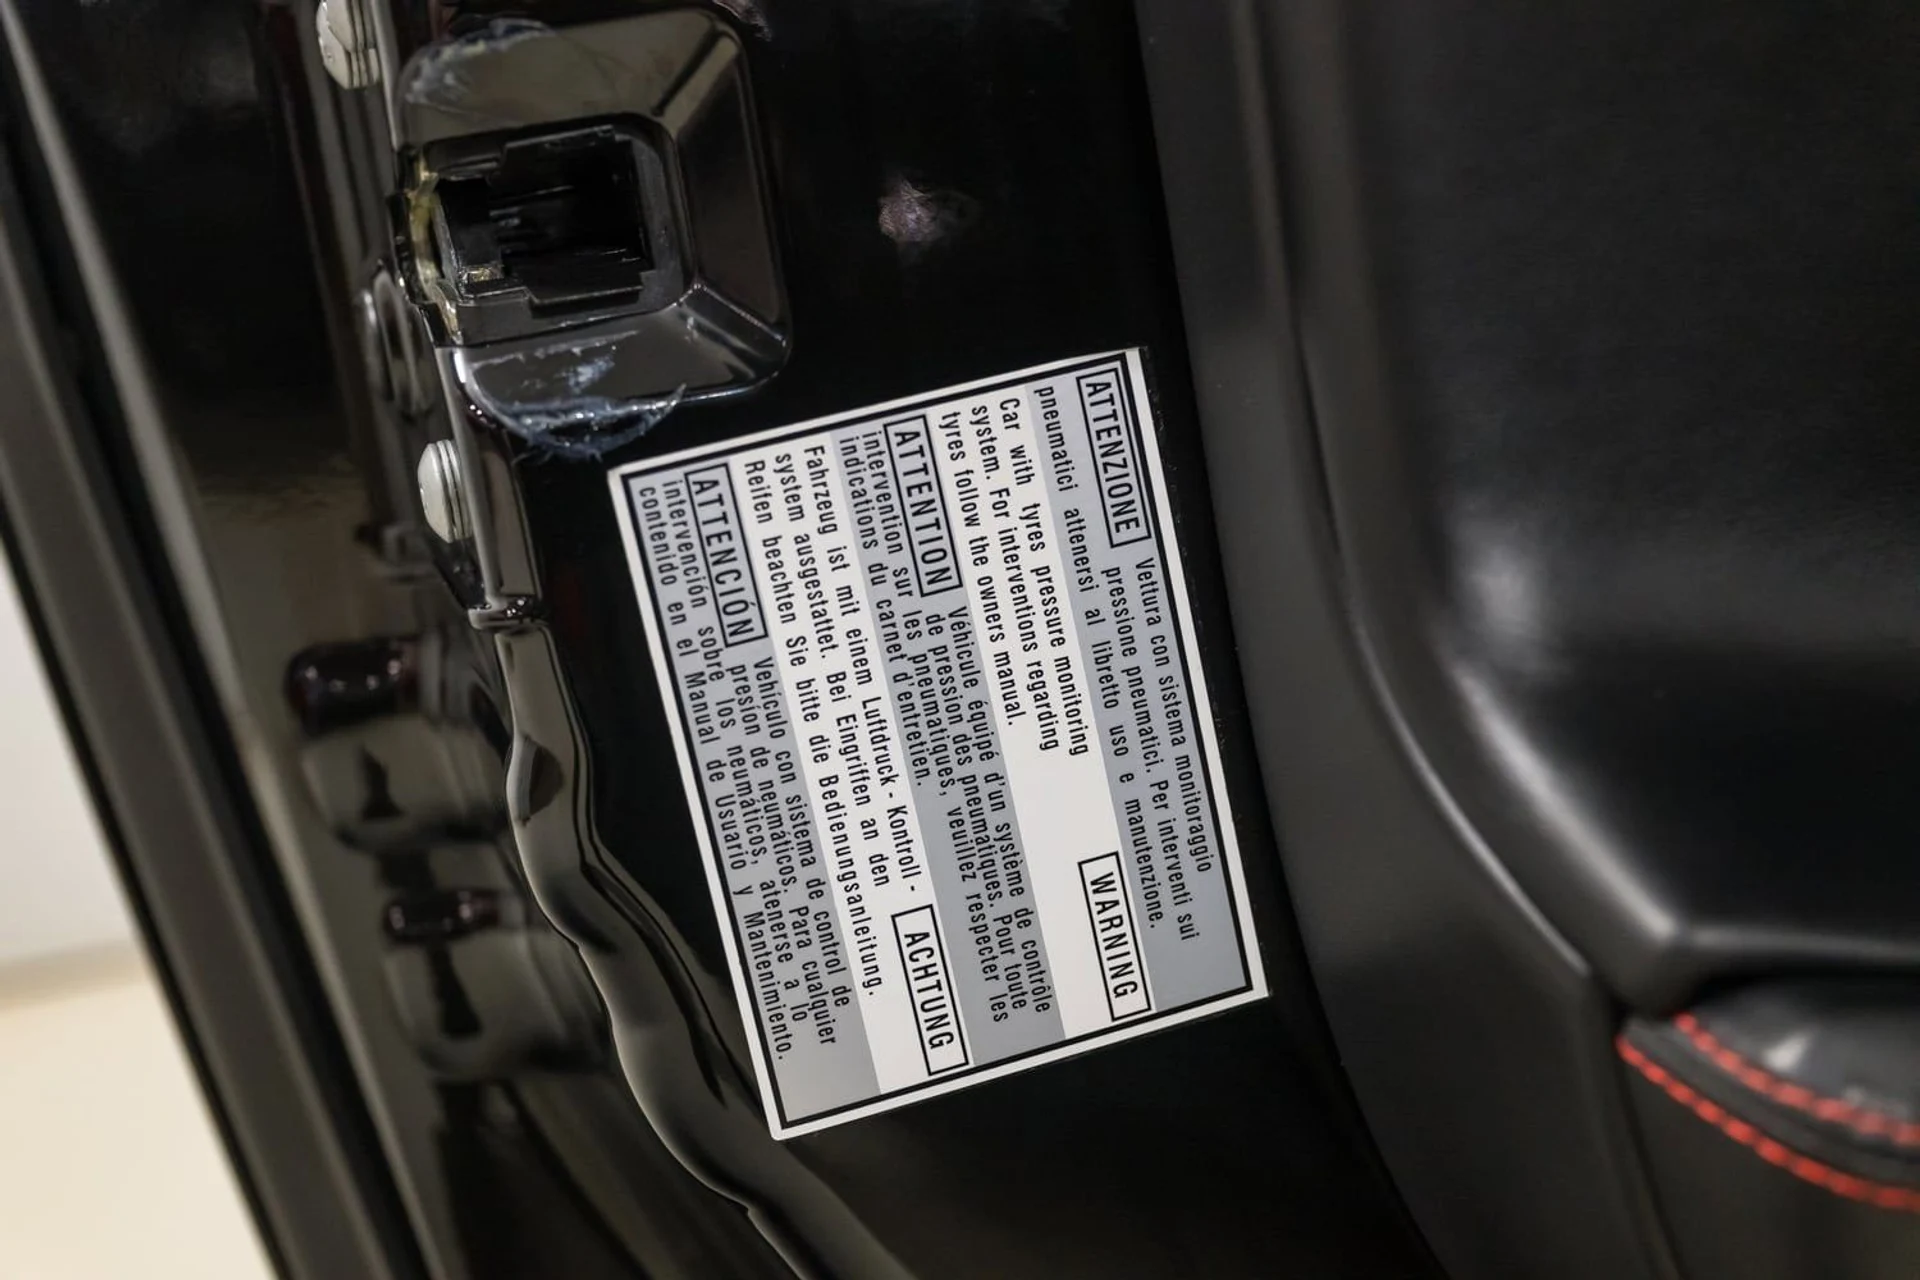 ATTENZIONE Vettura con sistema monitoraggio
pressione pneumatici. Per interventi sui
pneumatici attenersi al libretto uso e manutenzione.
Car with tyres pressure monitoring
system. For interventions regarding
tyres follow the owners manual.
WARNING
ATTENTION Véhicule équipé d'un système de contrôle
de pression des pneumatiques. Pour toute
intervention sur les pneumatiques, veuillez respecter les
indications du carnet d'entretien.
Fahrzeug ist mit einem Luftdruck - Kontroll -
system ausgestattet. Bei Eingriffen an den
Reifen beachten Sie bitte die Bedienungsanleitung.
ACHTUNG
ATTENCIÓN Vehículo con sistema de control de
presión de neumáticos. Para cualquier
intervención sobre los neumáticos, atenerse a lo
contenido en el Manual de Usuario y Mantenimiento.